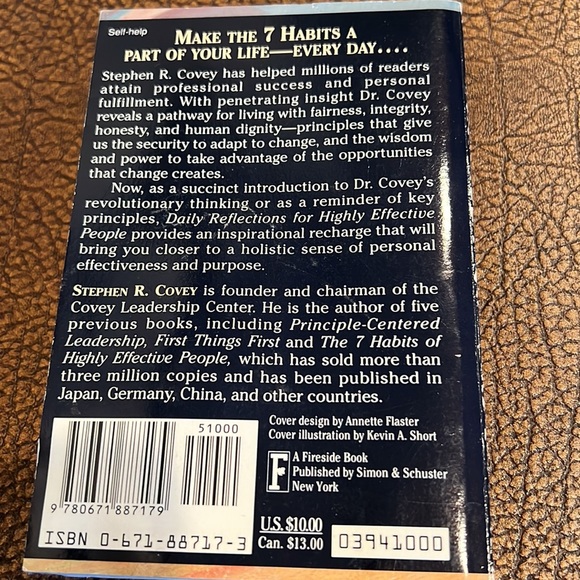 Self-help
MAKE THE 7 HABITS A
PART OF YOUR LIFE—EVERY DAY....
Stephen R. Covey has helped millions of readers
attain professional success and personal
fulfillment. With penetrating insight Dr. Covey
reveals a pathway for living with fairness, integrity,
honesty, and human dignity—principles that give
us the security to adapt to change, and the wisdom
and power to take advantage of the opportunities
that change creates.
Now, as a succinct introduction to Dr. Covey's
revolutionary thinking or as a reminder of key
principles, Daily Reflections for Highly Effective
People provides an inspirational recharge that will
bring you closer to a holistic sense of personal
effectiveness and purpose.
STEPHEN R. COVEY is founder and chairman of the
Covey Leadership Center. He is the author of five
previous books, including Principle-Centered
Leadership, First Things First and The 7 Habits of
Highly Effective People, which has sold more than
three million copies and has been published in
Japan, Germany, China, and other countries.
51000
9 780671 887179
ISBN 0-671-88717-3
Cover design by Annette Flaster
Cover illustration by Kevin A. Short
F
A Fireside Book
Published by Simon & Schuster
New York
U.S. $10.00
Can. $13.00
03941000